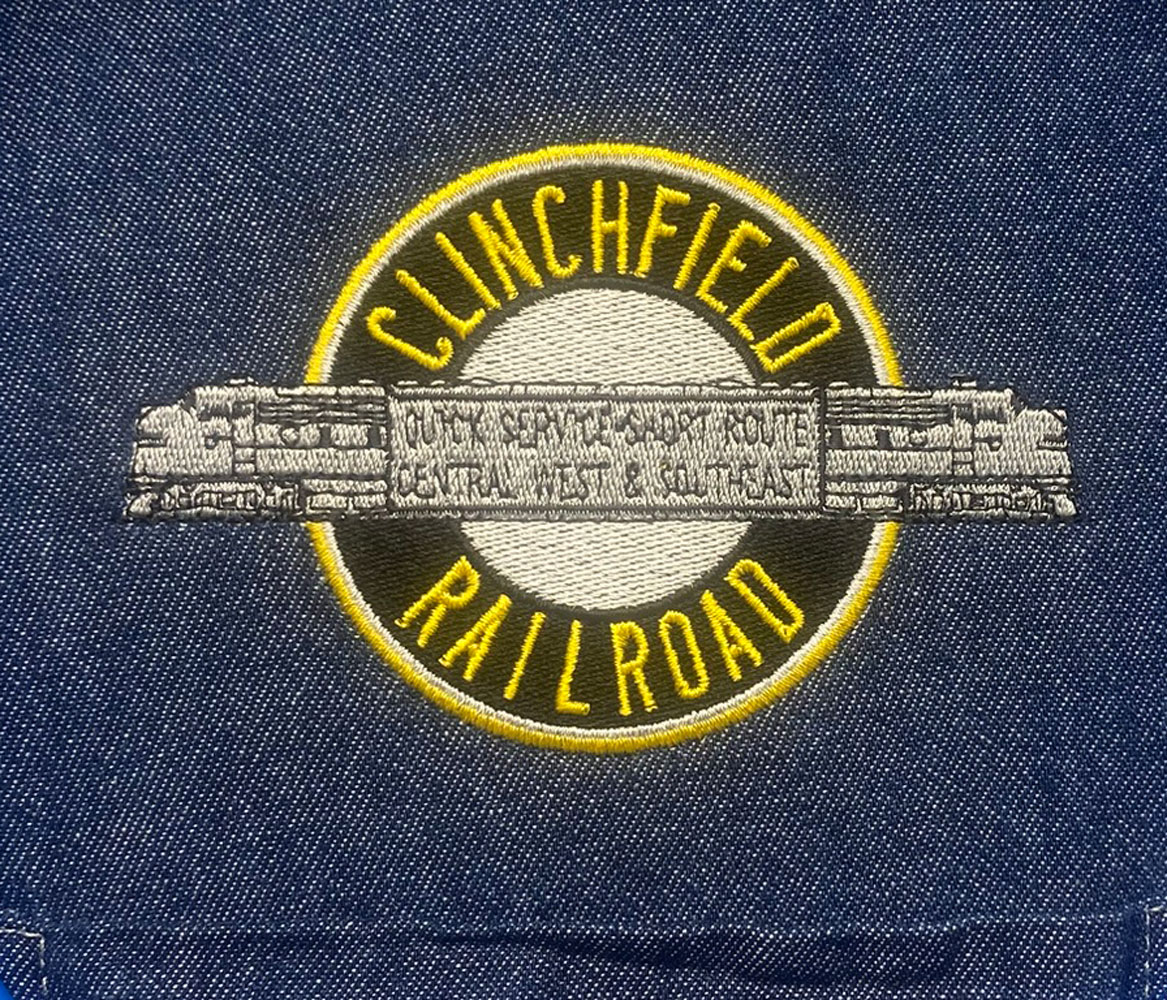 CLINCHFIELD
QUICK SERVICE SHORT ROUTE
CENTRAL WEST & SOUTHEAST
RAILROAD